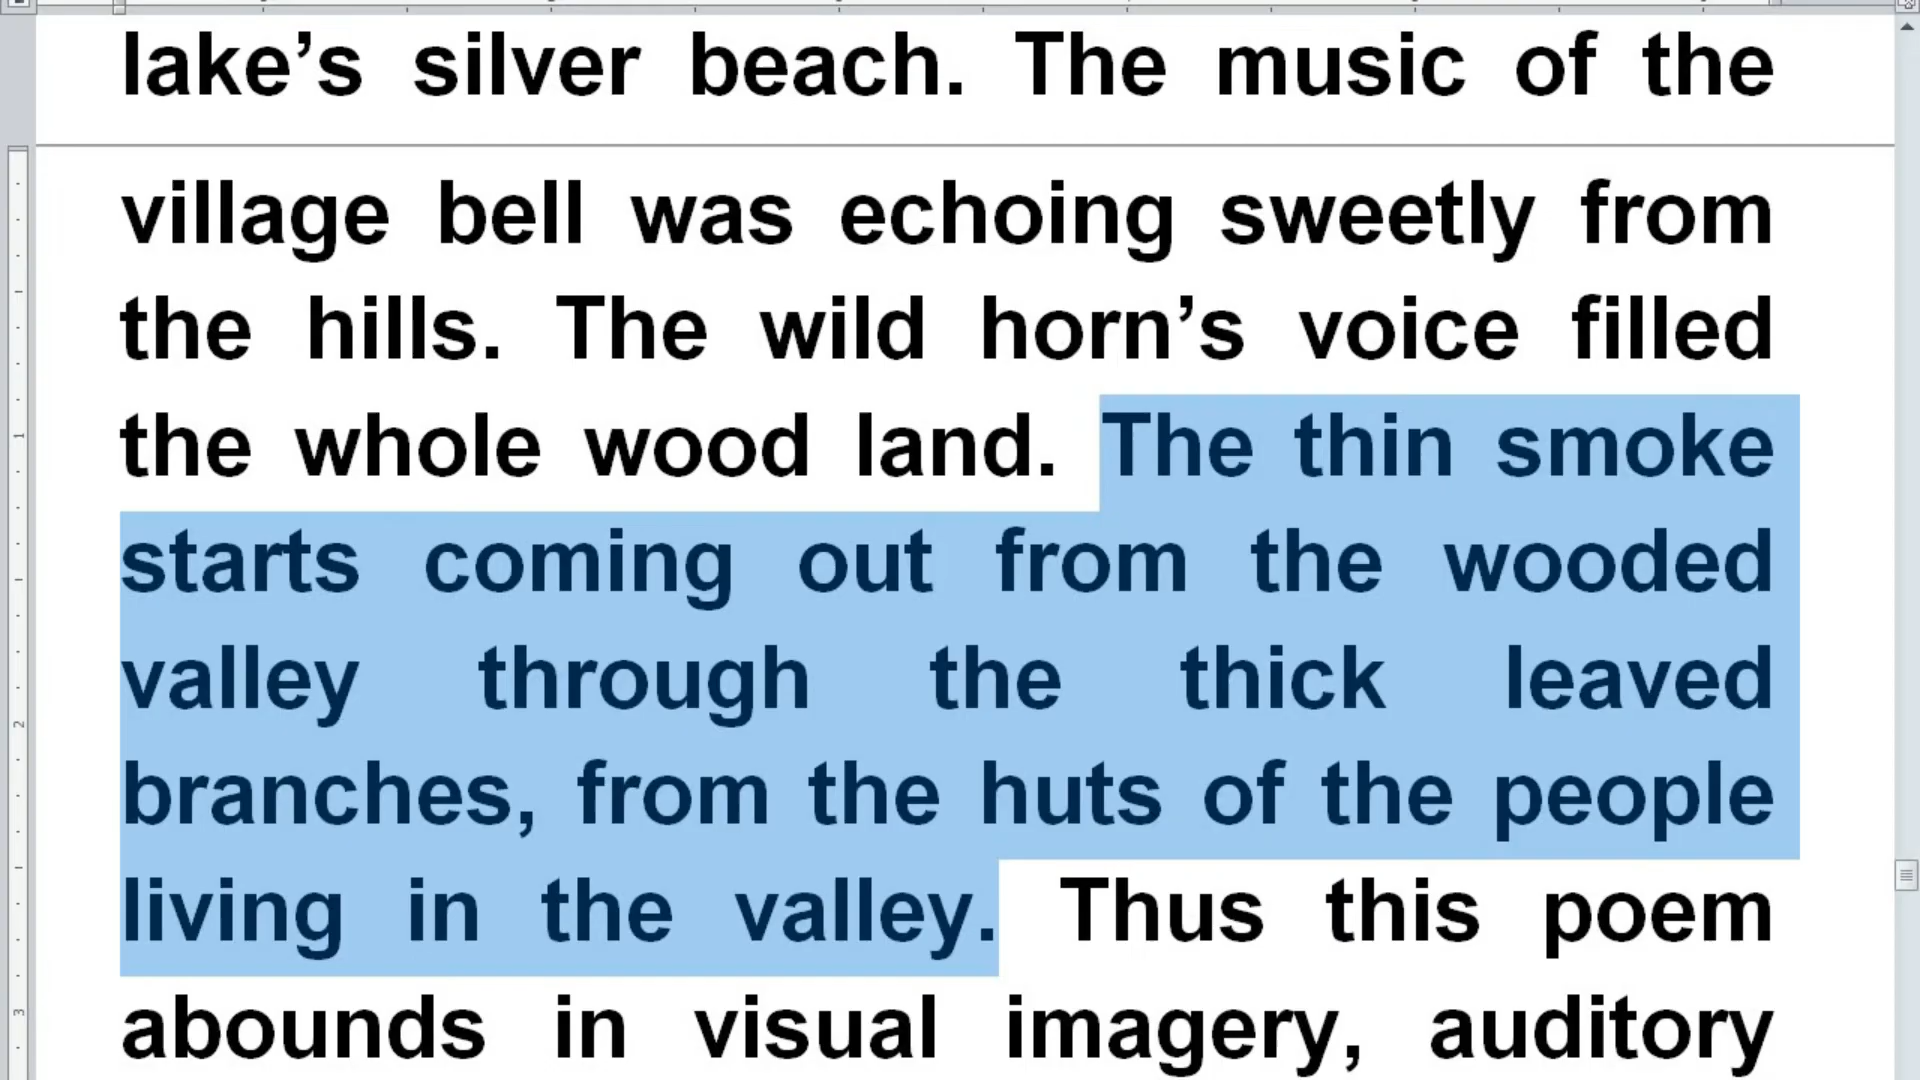 lake’s silver beach. The music of the
village bell was echoing sweetly from
the hills. The wild horn’s voice filled
the whole wood land. The thin smoke
starts coming out from the wooded
valley through the thick leaved
branches, from the huts of the people
living in the valley. Thus this poem
abounds in visual imagery, auditory
1
2
3